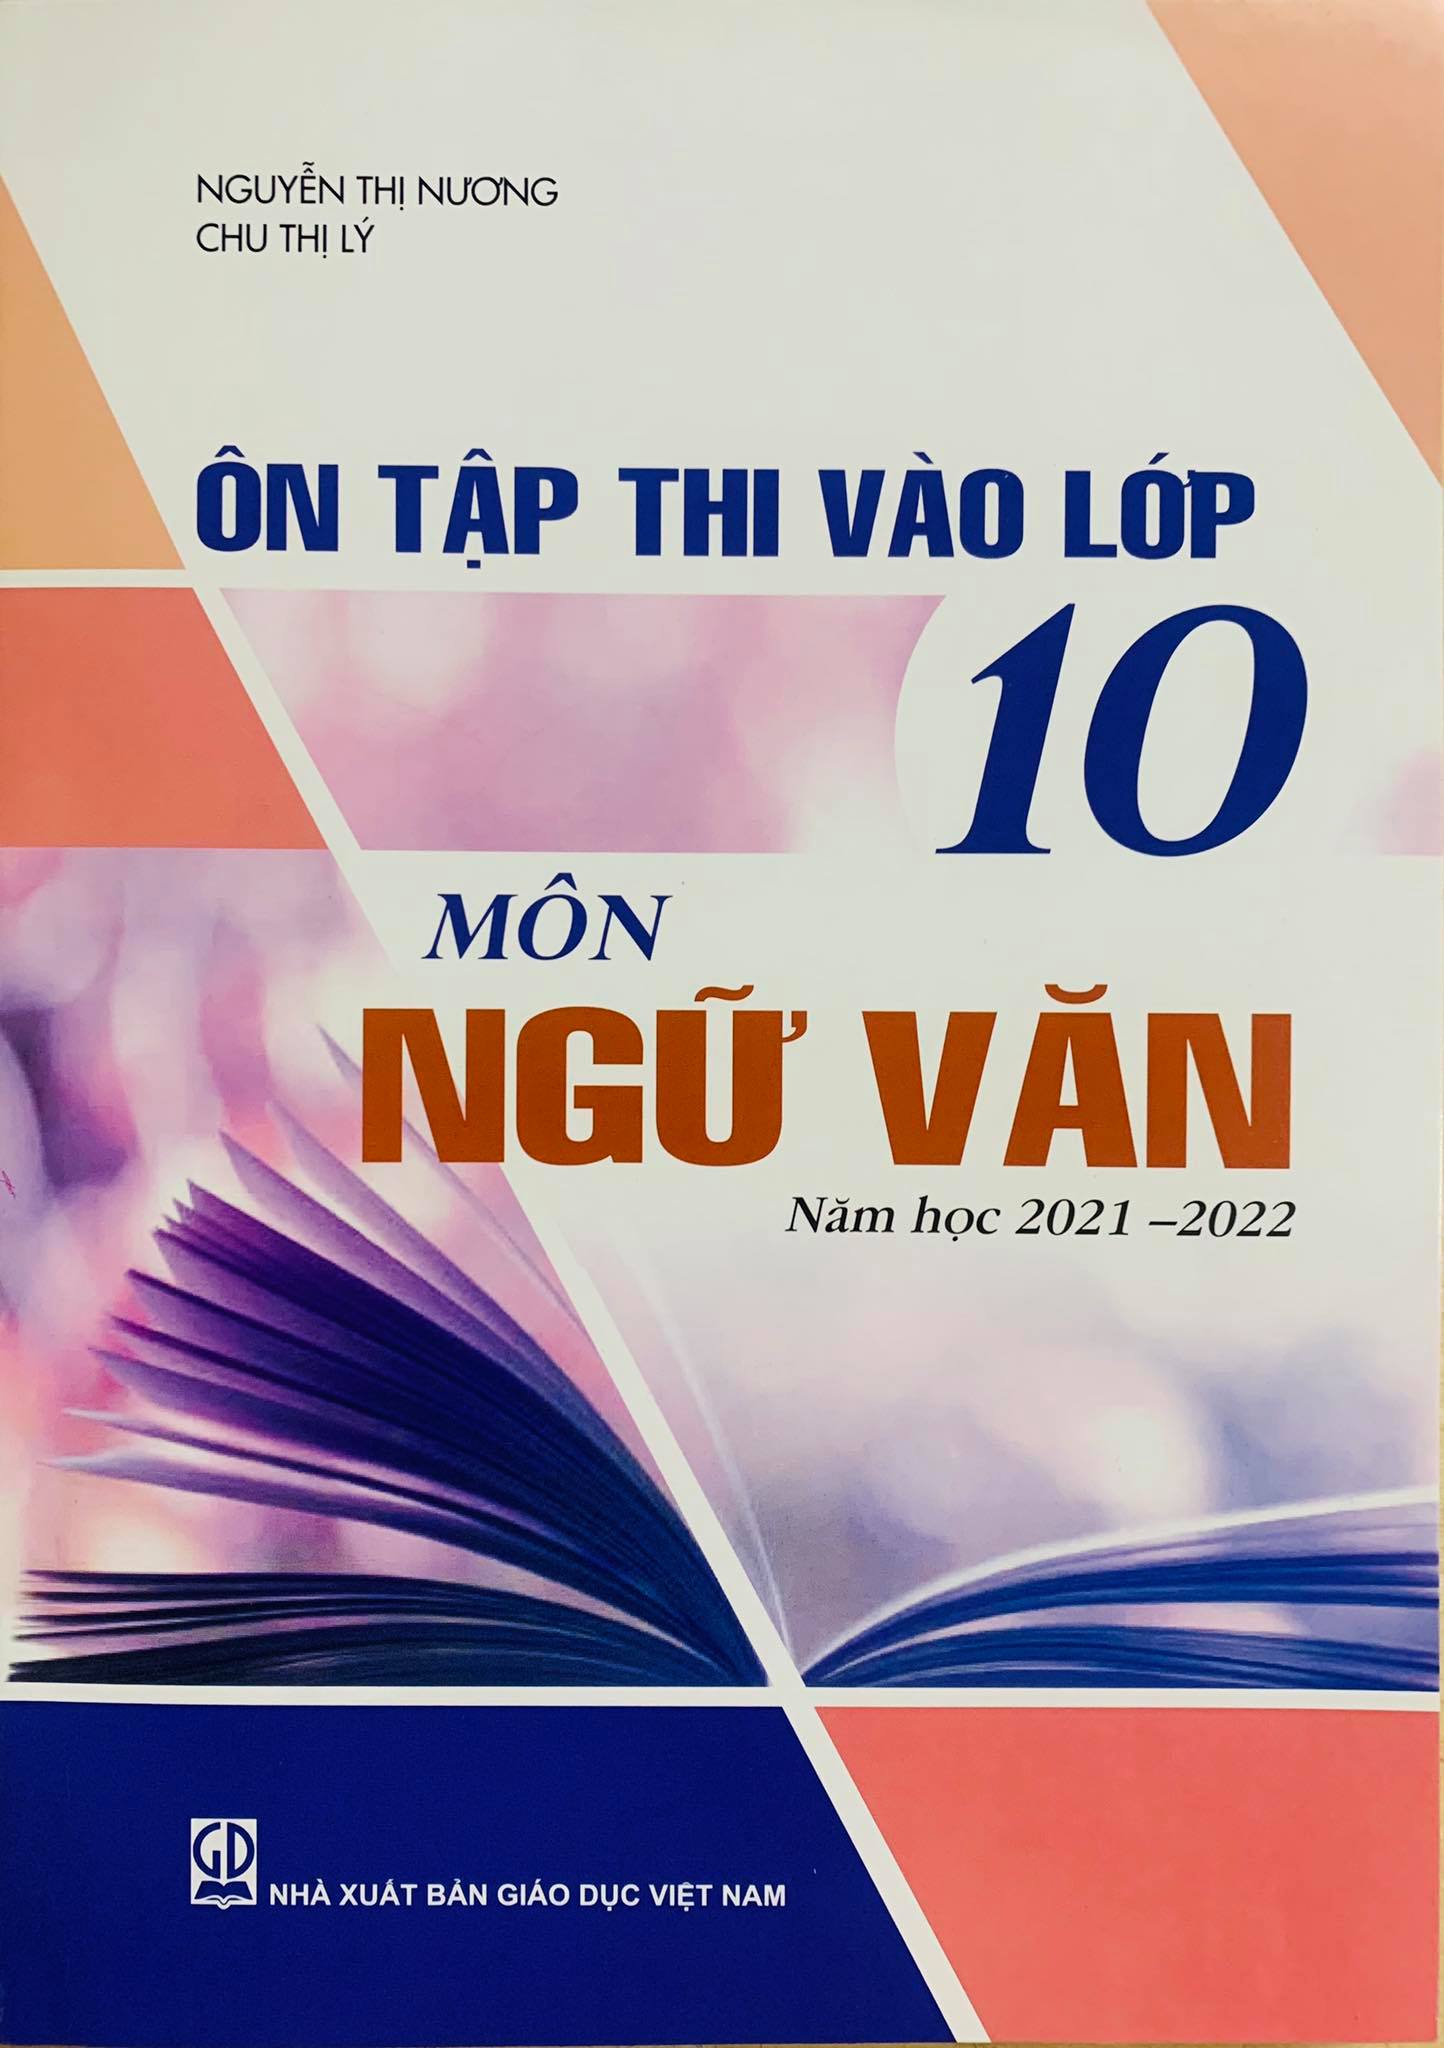 NGUYỄN THỊ NƯƠNG
CHU THỊ LÝ
ÔN TẬP THI VÀO LỚP
10
MÔN
NGỮ VĂN
Năm học 2021 –2022
GD
NHÀ XUẤT BẢN GIÁO DỤC VIỆT NAM